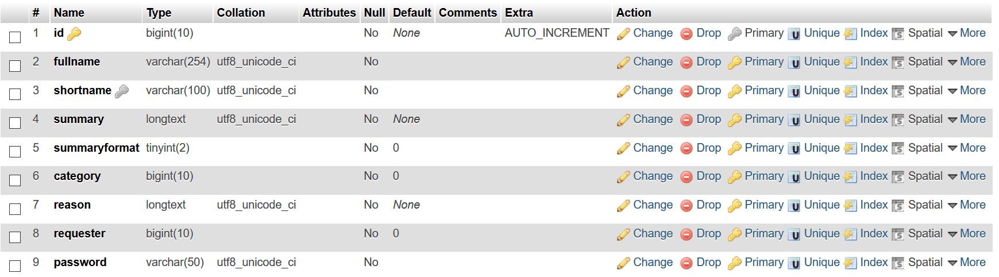 # Name Type Collation Attributes Null Default Comments Extra Action
1 id bigint(10) No None AUTO_INCREMENT Change Drop Primary Unique Index Spatial More
2 fullname varchar(254) utf8_unicode_ci No Change Drop Primary Unique Index Spatial More
3 shortname varchar(100) utf8_unicode_ci No Change Drop Primary Unique Index Spatial More
4 summary longtext utf8_unicode_ci No None Change Drop Primary Unique Index Spatial More
5 summaryformat tinyint(2) No 0 Change Drop Primary Unique Index Spatial More
6 category bigint(10) No 0 Change Drop Primary Unique Index Spatial More
7 reason longtext utf8_unicode_ci No None Change Drop Primary Unique Index Spatial More
8 requester bigint(10) No 0 Change Drop Primary Unique Index Spatial More
9 password varchar(50) utf8_unicode_ci No Change Drop Primary Unique Index Spatial More